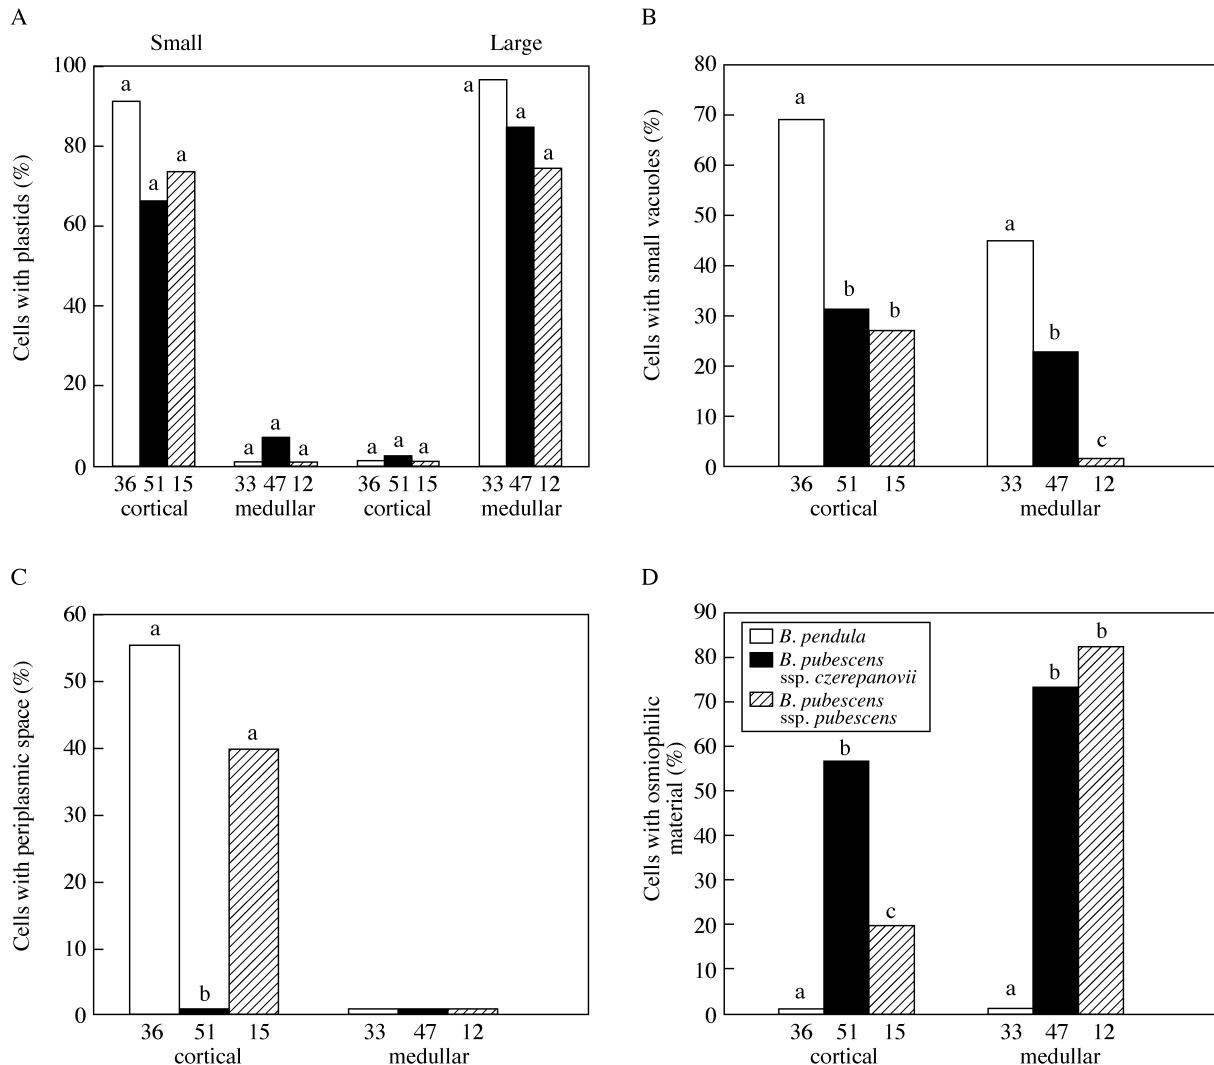 A
Small Large
Cells with plastids (%)
100
80
60
40
20
0
a a a a a a a a a a a a
36 51 15 33 47 12 36 51 15 33 47 12
cortical medullar cortical medullar
B
Cells with small vacuoles (%)
80
70
60
50
40
30
20
10
0
a b b a b c
36 51 15 33 47 12
cortical medullar
C
Cells with periplasmic space (%)
60
50
40
30
20
10
0
a b a
36 51 15 33 47 12
cortical medullar
D
Cells with osmiophilic
material (%)
90
80
70
60
50
40
30
20
10
0
B. pendula
B. pubescens
ssp. czerepanovii
B. pubescens
ssp. pubescens
a b c a b b
36 51 15 33 47 12
cortical medullar